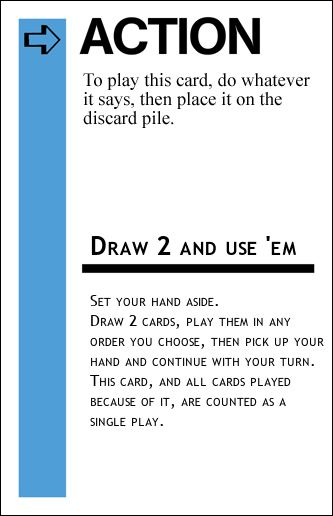 ACTION
To play this card, do whatever
it says, then place it on the
discard pile.
Draw 2 and use 'em
Set your hand aside.
Draw 2 cards, play them in any
order you choose, then pick up your
hand and continue with your turn.
This card, and all cards played
because of it, are counted as a
single play.